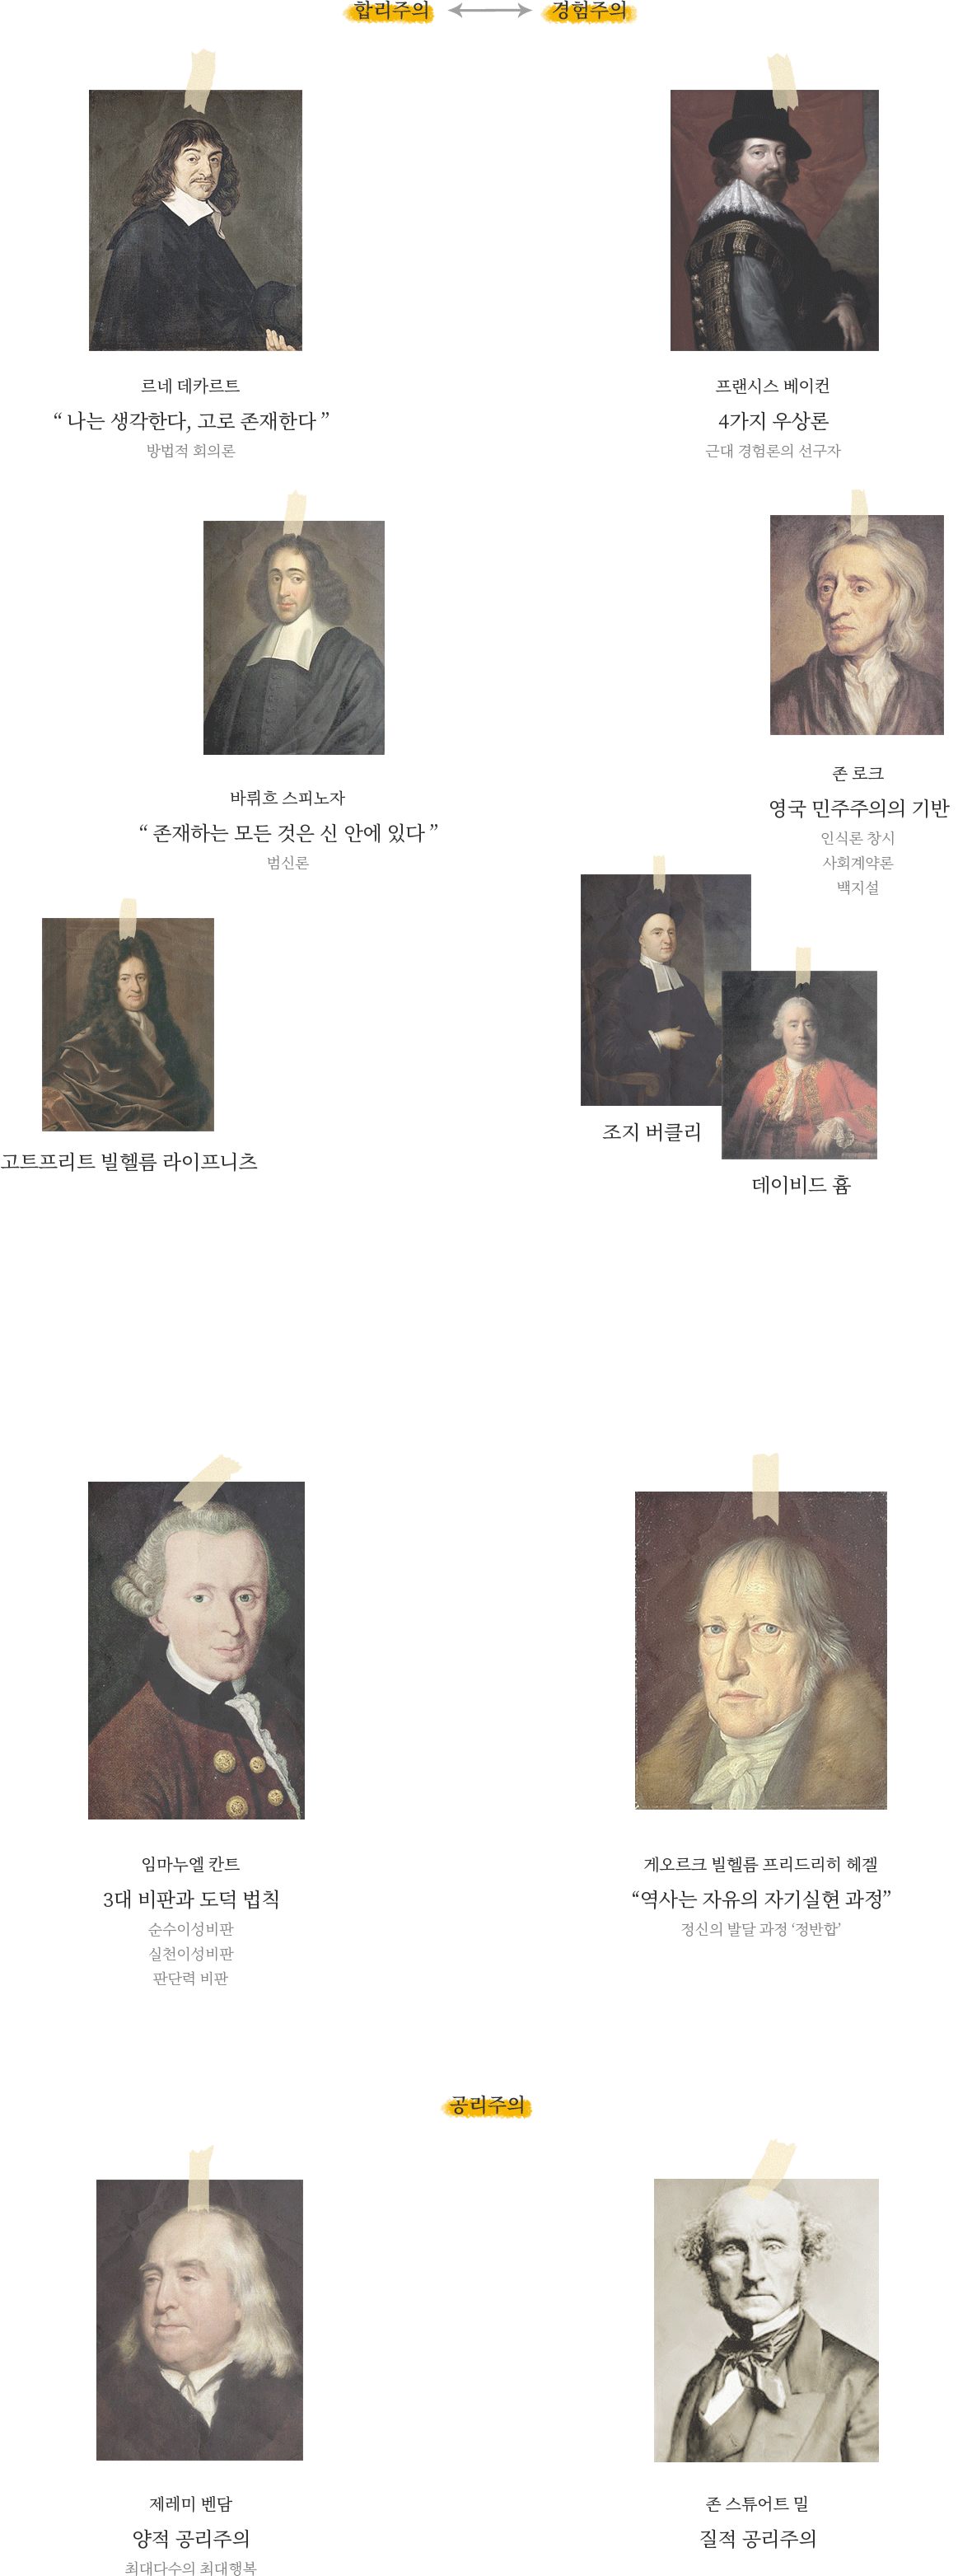 합리주의
경험주의
르네 데카르트
“ 나는 생각한다, 고로 존재한다 ”
방법적 회의론
프랜시스 베이컨
4가지 우상론
근대 경험론의 선구자
바뤼흐 스피노자
“ 존재하는 모든 것은 신 안에 있다 ”
범신론
존 로크
영국 민주주의의 기반
인식론 창시
사회계약론
백지설
고트프리트 빌헬름 라이프니츠
조지 버클리
데이비드 흄
임마누엘 칸트
3대 비판과 도덕 법칙
순수이성비판
실천이성비판
판단력 비판
게오르크 빌헬름 프리드리히 헤겔
“역사는 자유의 자기실현 과정”
정신의 발달 과정 ‘정반합’
공리주의
제레미 벤담
양적 공리주의
최대다수의 최대행복
존 스튜어트 밀
질적 공리주의